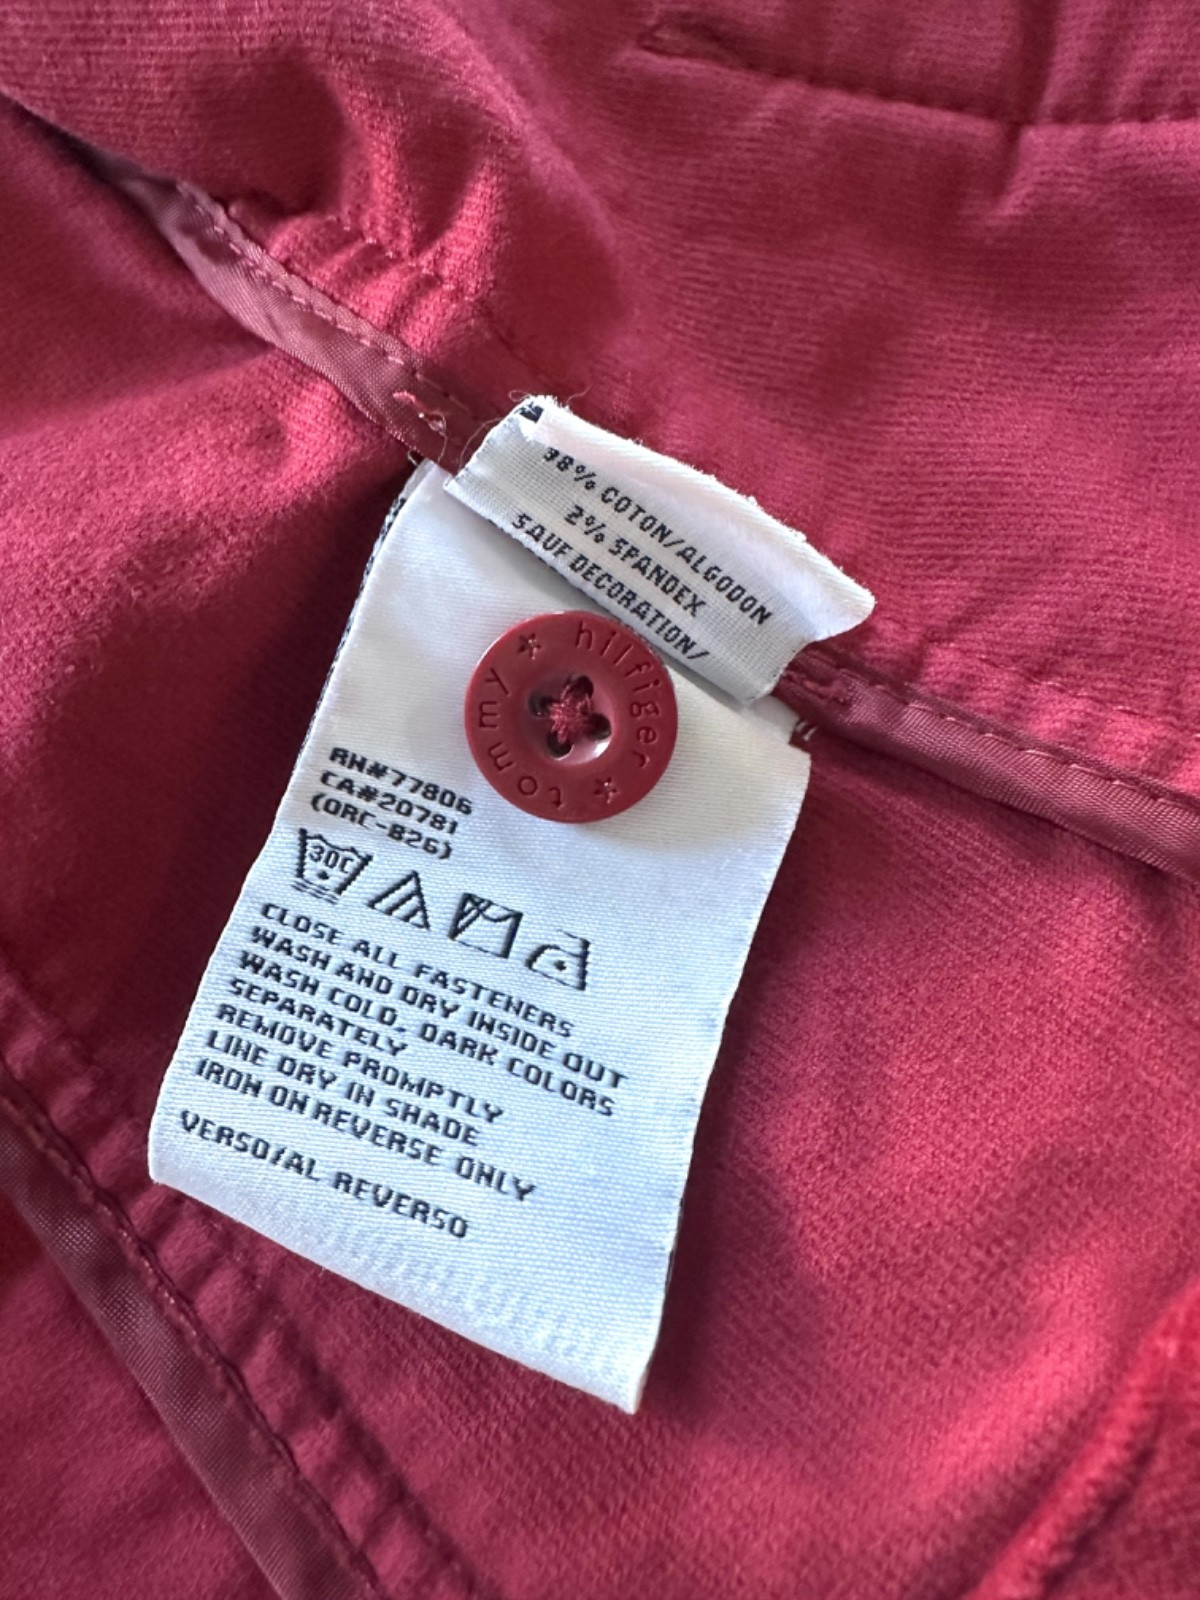 98% COTON/ALGODON
2% SPANDEX
SAUF DECORATION/
tommy hilfiger
RN#77806
CA#20781
(ORC-826)
30C
CLOSE ALL FASTENERS
WASH AND DRY INSIDE OUT
WASH COLD, DARK COLORS
SEPARATELY
REMOVE PROMPTLY
LINE DRY IN SHADE
IRON ON REVERSE ONLY
VERSO/AL REVERSO